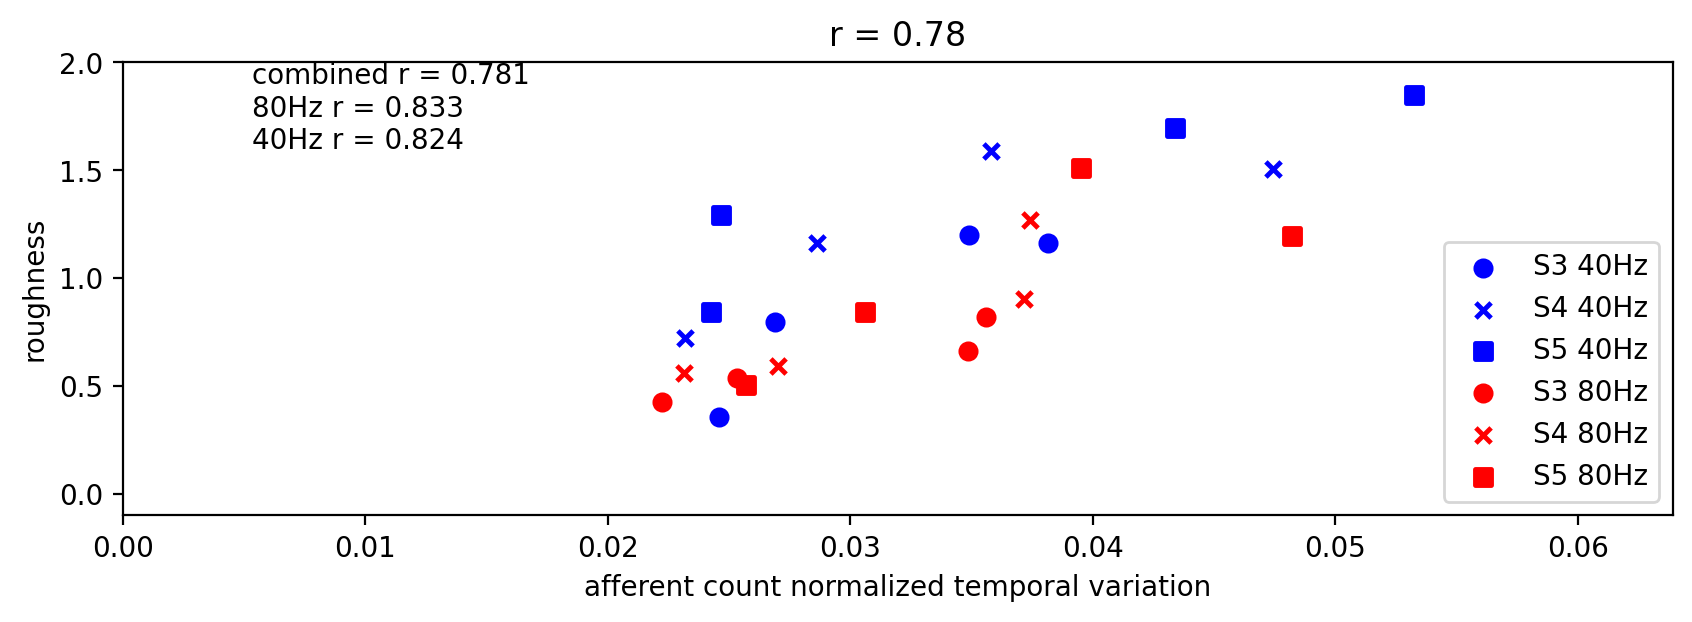 r = 0.78
combined r = 0.781
80Hz r = 0.833
40Hz r = 0.824
2.0
1.5
1.0
0.5
0.0
roughness
S3 40Hz
S4 40Hz
S5 40Hz
S3 80Hz
S4 80Hz
S5 80Hz
0.00 0.01 0.02 0.03 0.04 0.05 0.06
afferent count normalized temporal variation